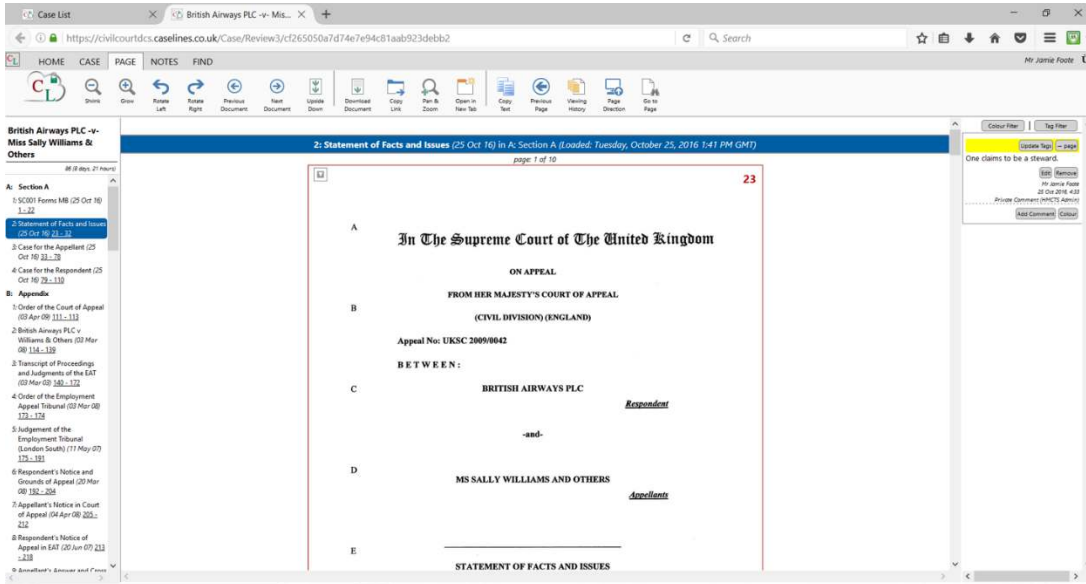 Case List
British Airways PLC -v- Mis...
https://civilcourtdcs.caselines.co.uk/Case/Review3/cf265050a7d74e7e94c81aab923debb2
Search
HOME CASE PAGE NOTES FIND
Mr Jamie Foote
Shrink
Grow
Rotate Left
Rotate Right
Previous Document
Next Document
Upside Down
Download Document
Copy Link
Pan & Zoom
Open in New Tab
Copy Text
Previous Page
Viewing History
Page Direction
Go to Page
British Airways PLC -v-
Miss Sally Williams &
Others
A: Section A
1: SC001 Forms MB (25 Oct 16)
1 - 22
2: Statement of Facts and Issues
(25 Oct 16) 23 - 32
3: Case for the Appellant (25
Oct 16) 33 - 78
4: Case for the Respondent (25
Oct 16) 79 - 110
B: Appendix
1: Order of the Court of Appeal
(03 Apr 09) 111 - 113
2: British Airways PLC v
Williams & Others (03 Mar
08) 114 - 139
3: Transcript of Proceedings
and Judgments of the EAT
(03 Mar 03) 140 - 172
4: Order of the Employment
Appeal Tribunal (03 Mar 08)
173 - 174
5: Judgement of the
Employment Tribunal
(London South) (11 May 07)
175 - 191
6: Respondent's Notice and
Grounds of Appeal (20 Mar
08) 192 - 204
7: Appellant's Notice in Court
of Appeal (04 Apr 08) 205 -
212
8: Respondent's Notice of
Appeal in EAT (20 Jun 07) 213
- 218
9: Appellant's Answer and Cross
2: Statement of Facts and Issues (25 Oct 16) in A: Section A (Loaded: Tuesday, October 25, 2016 1:41 PM GMT)
page: 1 of 10
23
A
In The Supreme Court of The United Kingdom
ON APPEAL
FROM HER MAJESTY'S COURT OF APPEAL
B
(CIVIL DIVISION) (ENGLAND)
Appeal No: UKSC 2009/0042
B E T W E E N :
C
BRITISH AIRWAYS PLC
Respondent
-and-
D
MS SALLY WILLIAMS AND OTHERS
Appellants
E
STATEMENT OF FACTS AND ISSUES
Colour Filter | Tag Filter
Update Tags — page
One claims to be a steward.
Edit Remove
Mr Jamie Foote
25 Oct 2016, 4:33
Private Comment (HMCTS Admin)
Add Comment Colour